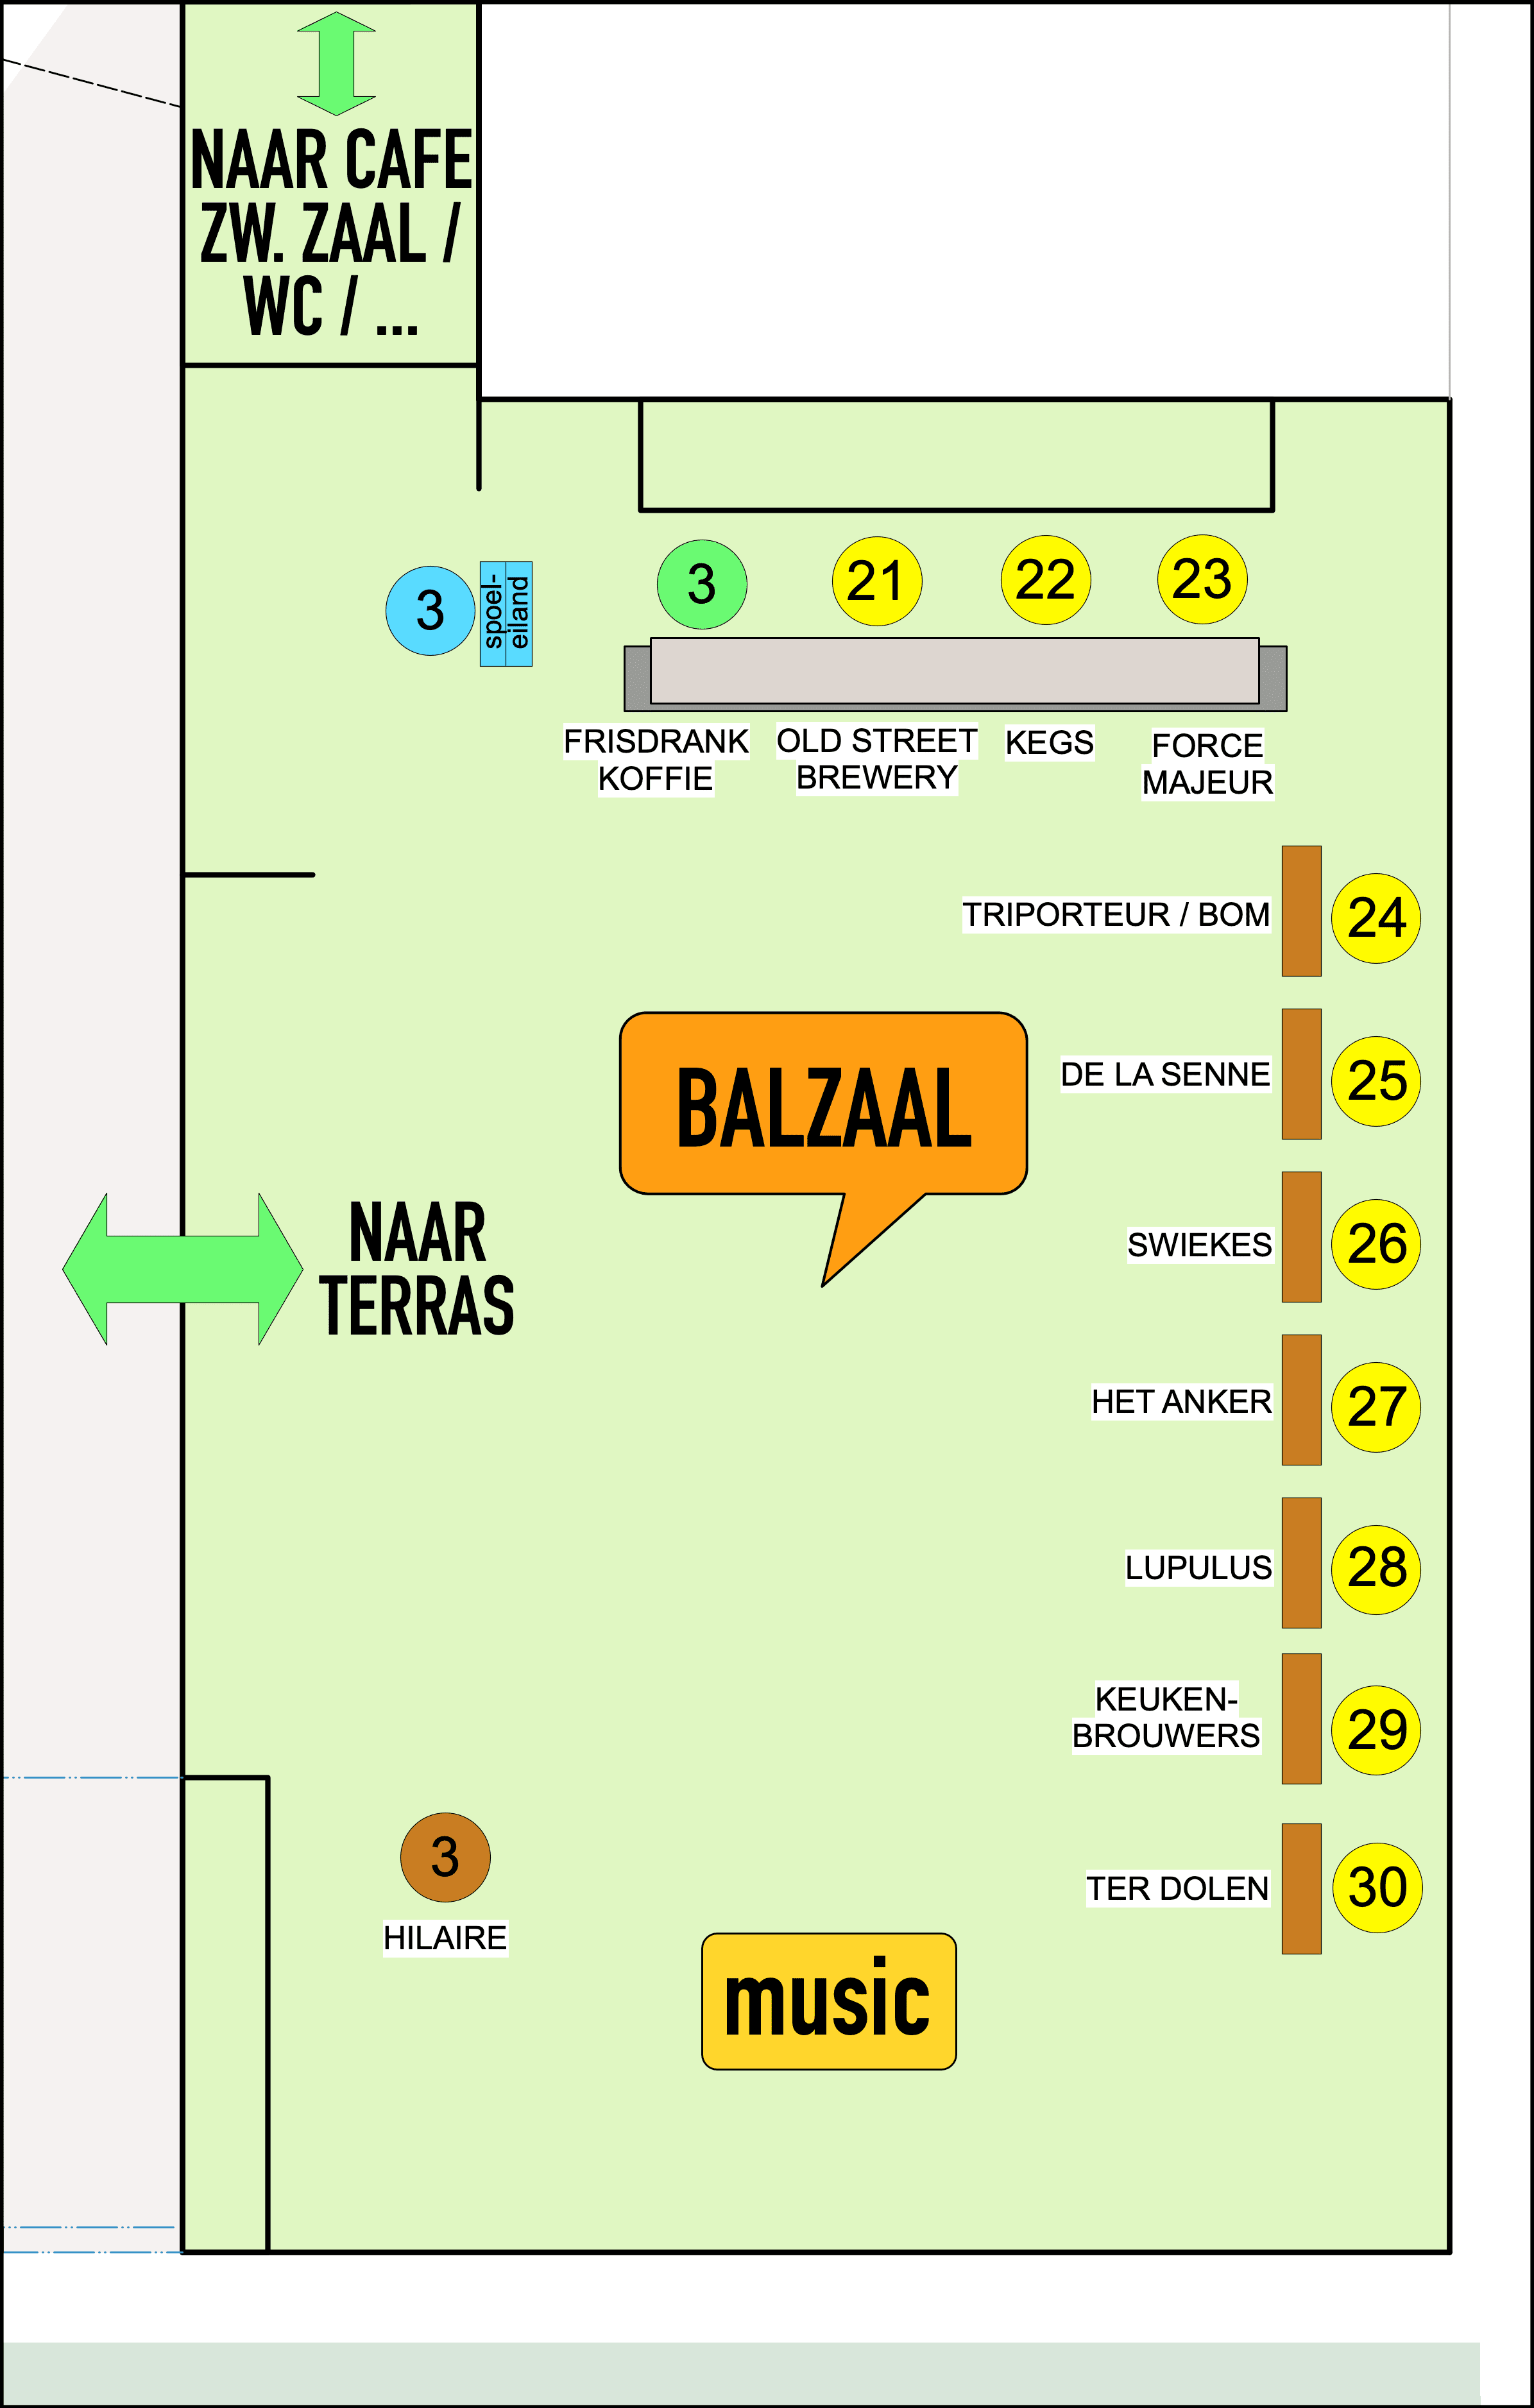 NAAR CAFE
ZW. ZAAL /
WC / ...
3
spoel-
eiland
3
21
22
23
FRISDRANK
KOFFIE
OLD STREET
BREWERY
KEGS
FORCE
MAJEUR
TRIPORTEUR / BOM
24
BALZAAL
DE LA SENNE
25
NAAR
TERRAS
SWIEKES
26
HET ANKER
27
LUPULUS
28
KEUKEN-
BROUWERS
29
3
HILAIRE
TER DOLEN
30
music